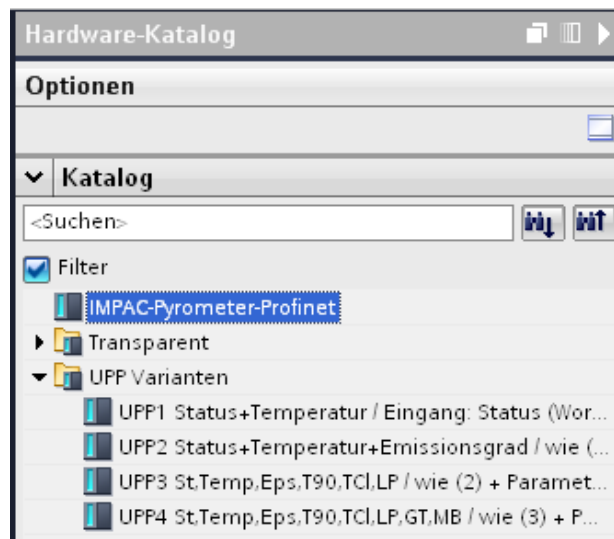 Hardware-Katalog
Optionen
Katalog
<Suchen>
Filter
IMPAC-Pyrometer-Profinet
Transparent
UPP Varianten
UPP1 Status+Temperatur / Eingang: Status (Wor...
UPP2 Status+Temperatur+Emissionsgrad / wie (...
UPP3 St,Temp,Eps,T90,TCl,LP / wie (2) + Paramet...
UPP4 St,Temp,Eps,T90,TCl,LP,GT,MB / wie (3) + P...